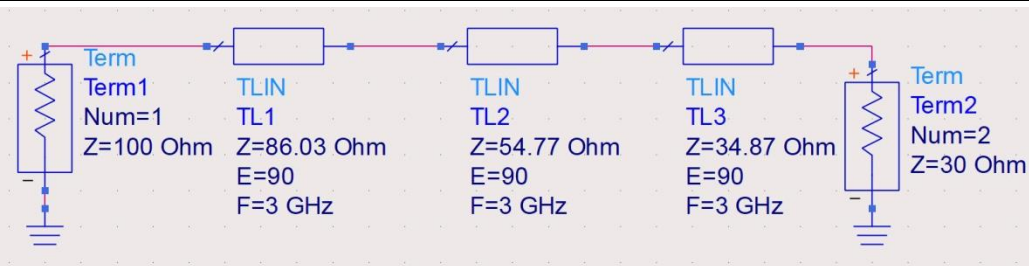 +
Term
Term1
Num=1
Z=100 Ohm
-
TLIN
TL1
Z=86.03 Ohm
E=90
F=3 GHz
TLIN
TL2
Z=54.77 Ohm
E=90
F=3 GHz
TLIN
TL3
Z=34.87 Ohm
E=90
F=3 GHz
+
Term
Term2
Num=2
Z=30 Ohm
-